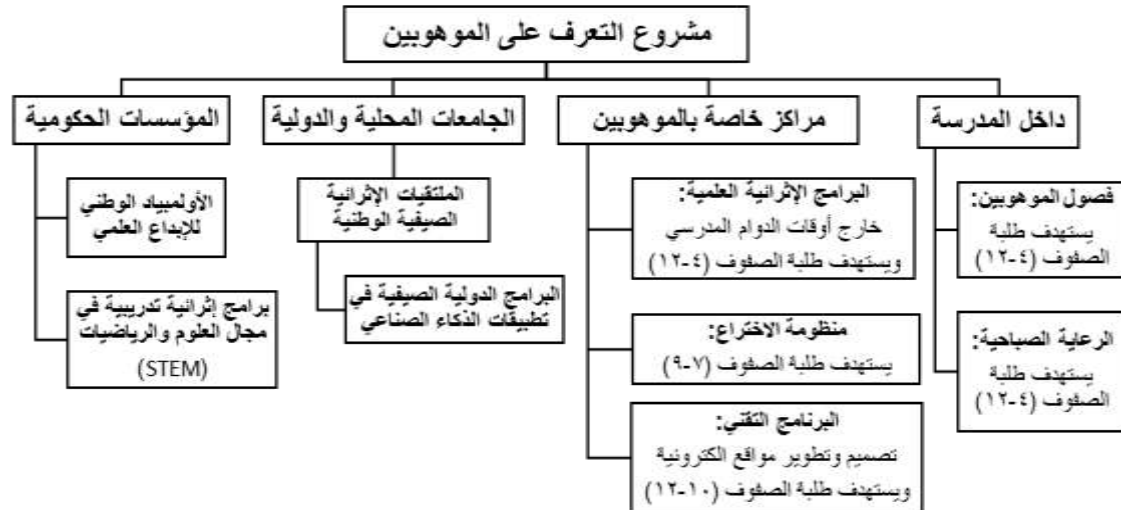 مشروع التعرف على الموهوبين
داخل المدرسة
فصول الموهوبين:
يستهدف طلبة
الصفوف (٤-١٢)
الرعاية الصباحية:
يستهدف طلبة
الصفوف (٤-١٢)
مراكز خاصة بالموهوبين
البرامج الإثرائية العلمية:
خارج أوقات الدوام المدرسي
ويستهدف طلبة الصفوف (٤-١٢)
منظومة الاختراع:
يستهدف طلبة الصفوف (٧-٩)
البرنامج التقني:
تصميم وتطوير مواقع الكترونية
ويستهدف طلبة الصفوف (١٠-١٢)
الجامعات المحلية والدولية
الملتقيات الإثرائية
الصيفية الوطنية
البرامج الدولية الصيفية في
تطبيقات الذكاء الصناعي
المؤسسات الحكومية
الأولمبياد الوطني
للإبداع العلمي
برامج إثرائية تدريبية في
مجال العلوم والرياضيات
(STEM)